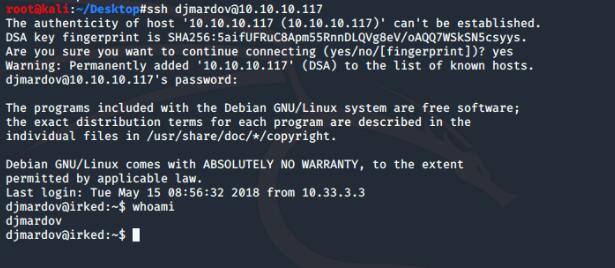 root@kali:~/Desktop#ssh djmardov@10.10.10.117
The authenticity of host '10.10.10.117 (10.10.10.117)' can't be established.
DSA key fingerprint is SHA256:5aifUFRuC8Apm55RnnDLQVg8eV/oAQQ7WSkSN5csyys.
Are you sure you want to continue connecting (yes/no/[fingerprint])? yes
Warning: Permanently added '10.10.10.117' (DSA) to the list of known hosts.
djmardov@10.10.10.117's password:
The programs included with the Debian GNU/Linux system are free software;
the exact distribution terms for each program are described in the
individual files in /usr/share/doc/*/copyright.
Debian GNU/Linux comes with ABSOLUTELY NO WARRANTY, to the extent
permitted by applicable law.
Last login: Tue May 15 08:56:32 2018 from 10.33.3.3
djmardov@irked:~$ whoami
djmardov
djmardov@irked:~$